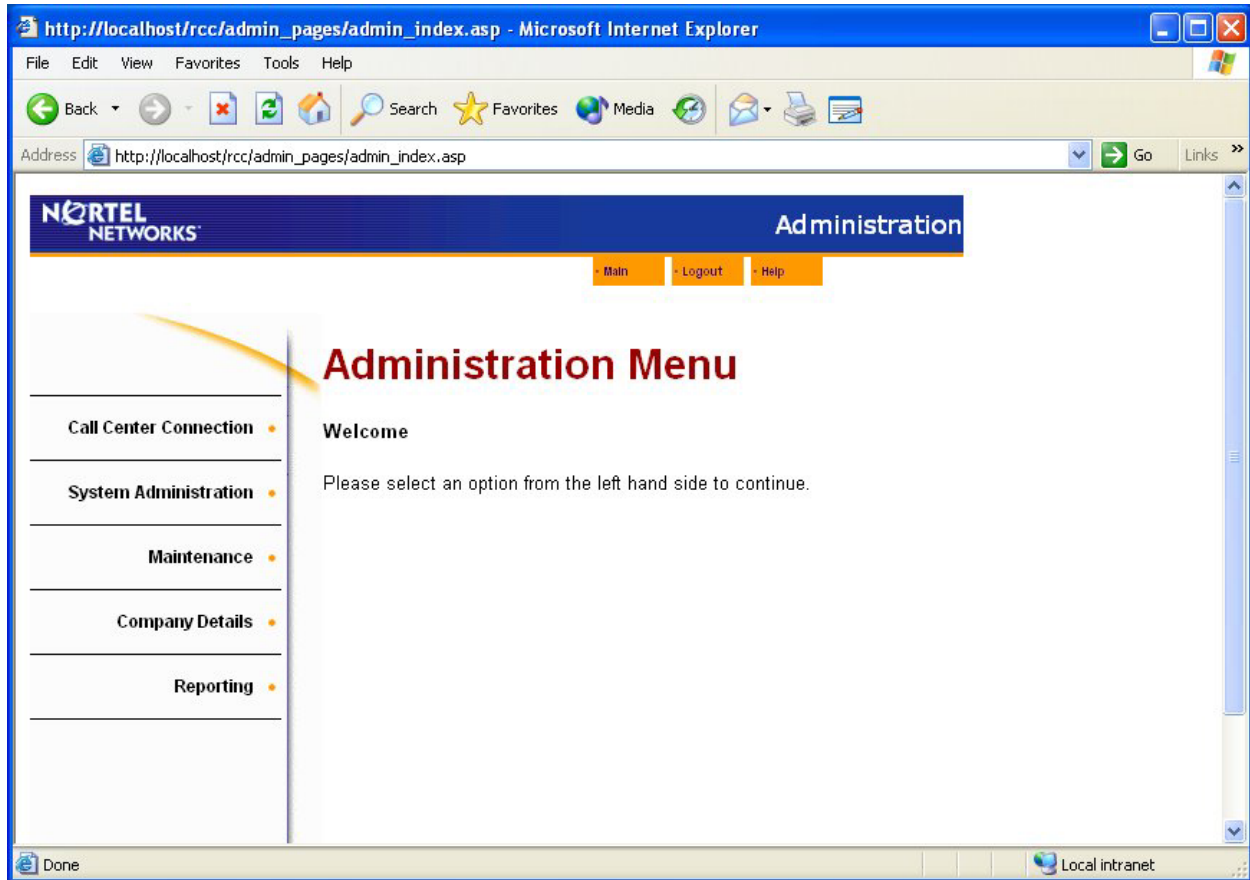 http://localhost/rcc/admin_pages/admin_index.asp - Microsoft Internet Explorer
File Edit View Favorites Tools Help
Back Search Favorites Media
Address http://localhost/rcc/admin_pages/admin_index.asp Go Links »
NORTEL
NETWORKS
Administration
Main Logout Help
Administration Menu
Call Center Connection
Welcome
System Administration
Please select an option from the left hand side to continue.
Maintenance
Company Details
Reporting
Done Local intranet